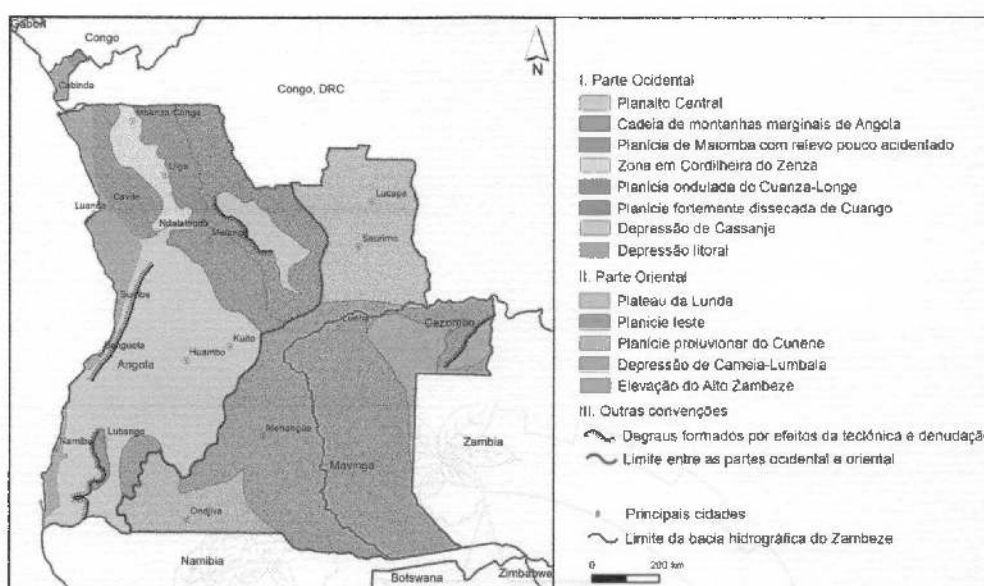 Gabon
Congo
Cabinda
Congo, DRC
N
Mbanza Congo
Uige
Caxito
Luanda
Ndalatando
Malanje
Lucapa
Saurimo
Sumbe
Luena
Cazombo
Benguela
Kuito
Huambo
Angola
Lubango
Namibe
Menongue
Mavinga
Zambia
Ondjiva
Namibia
Botswana
Zimbabwe
I. Parte Ocidental
Planalto Central
Cadeia de montanhas marginais de Angola
Planície de Maiomba com relevo pouco acidentado
Zona em Cordilheira do Zenza
Planície ondulada do Cuanza-Longe
Planície fortemente dissecada de Cuango
Depressão de Cassanje
Depressão litoral
II. Parte Oriental
Plateau da Lunda
Planície leste
Planície proluvionar do Cunene
Depressão de Cameia-Lumbala
Elevação do Alto Zambeze
III. Outras convenções
Degraus formados por efeitos da tectónica e denudação
Limite entre as partes ocidental e oriental
Principais cidades
Limite da bacia hidrográfica do Zambeze
0 200 km